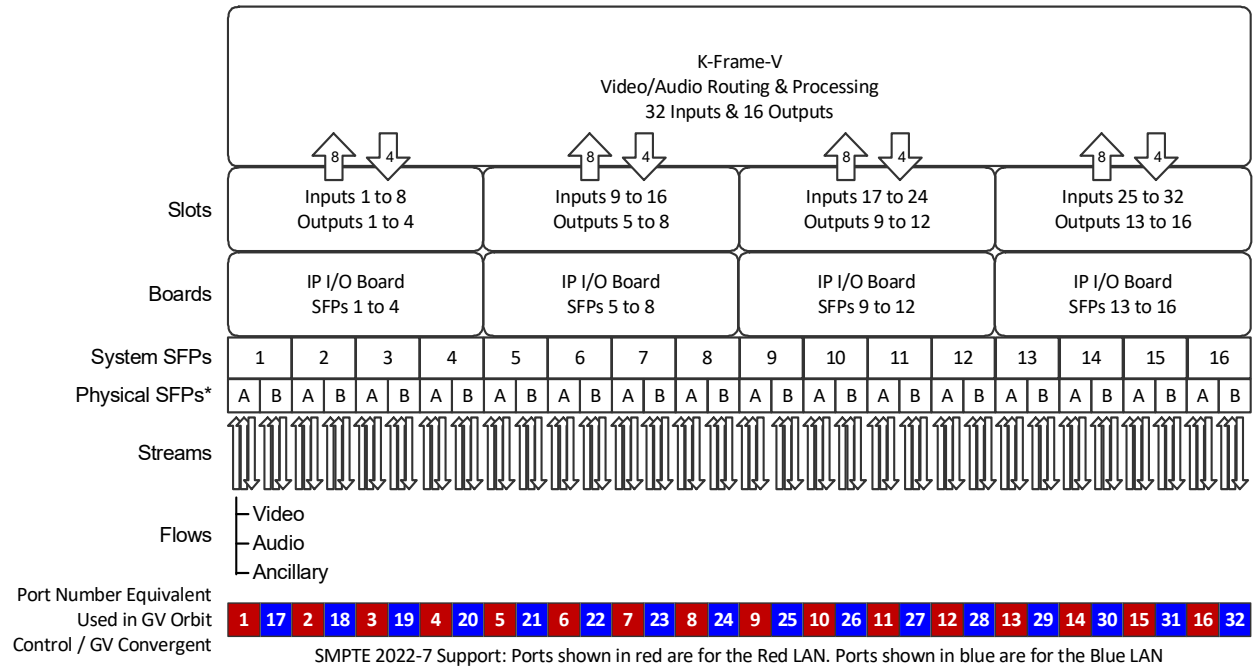 K-Frame-V
Video/Audio Routing & Processing
32 Inputs & 16 Outputs
8 4 8 4 8 4 8 4
Slots
Inputs 1 to 8
Outputs 1 to 4
Inputs 9 to 16
Outputs 5 to 8
Inputs 17 to 24
Outputs 9 to 12
Inputs 25 to 32
Outputs 13 to 16
Boards
IP I/O Board
SFPs 1 to 4
IP I/O Board
SFPs 5 to 8
IP I/O Board
SFPs 9 to 12
IP I/O Board
SFPs 13 to 16
System SFPs 1 2 3 4 5 6 7 8 9 10 11 12 13 14 15 16
Physical SFPs* A B A B A B A B A B A B A B A B A B A B A B A B A B A B A B A B
Streams
Flows
Video
Audio
Ancillary
Port Number Equivalent
Used in GV Orbit
Control / GV Convergent
1 17 2 18 3 19 4 20 5 21 6 22 7 23 8 24 9 25 10 26 11 27 12 28 13 29 14 30 15 31 16 32
SMPTE 2022-7 Support: Ports shown in red are for the Red LAN. Ports shown in blue are for the Blue LAN